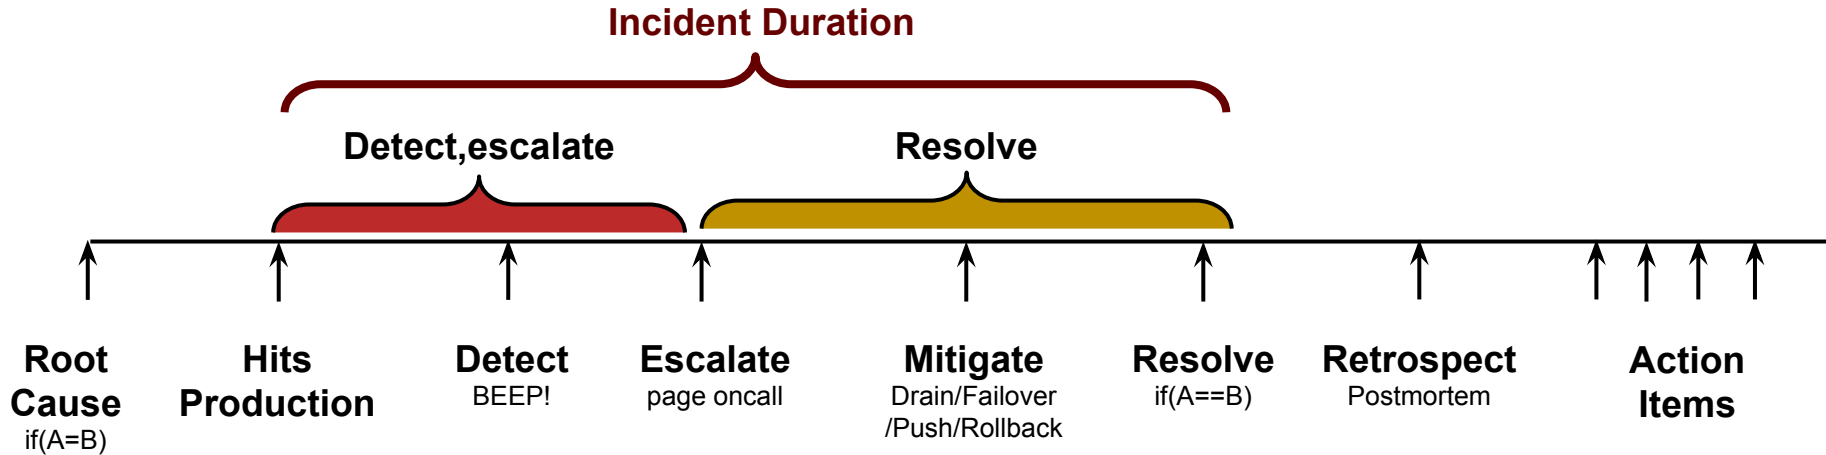 Incident Duration
Detect,escalate
Resolve
Root
Cause
if(A=B)
Hits
Production
Detect
BEEP!
Escalate
page oncall
Mitigate
Drain/Failover
/Push/Rollback
Resolve
if(A==B)
Retrospect
Postmortem
Action
Items